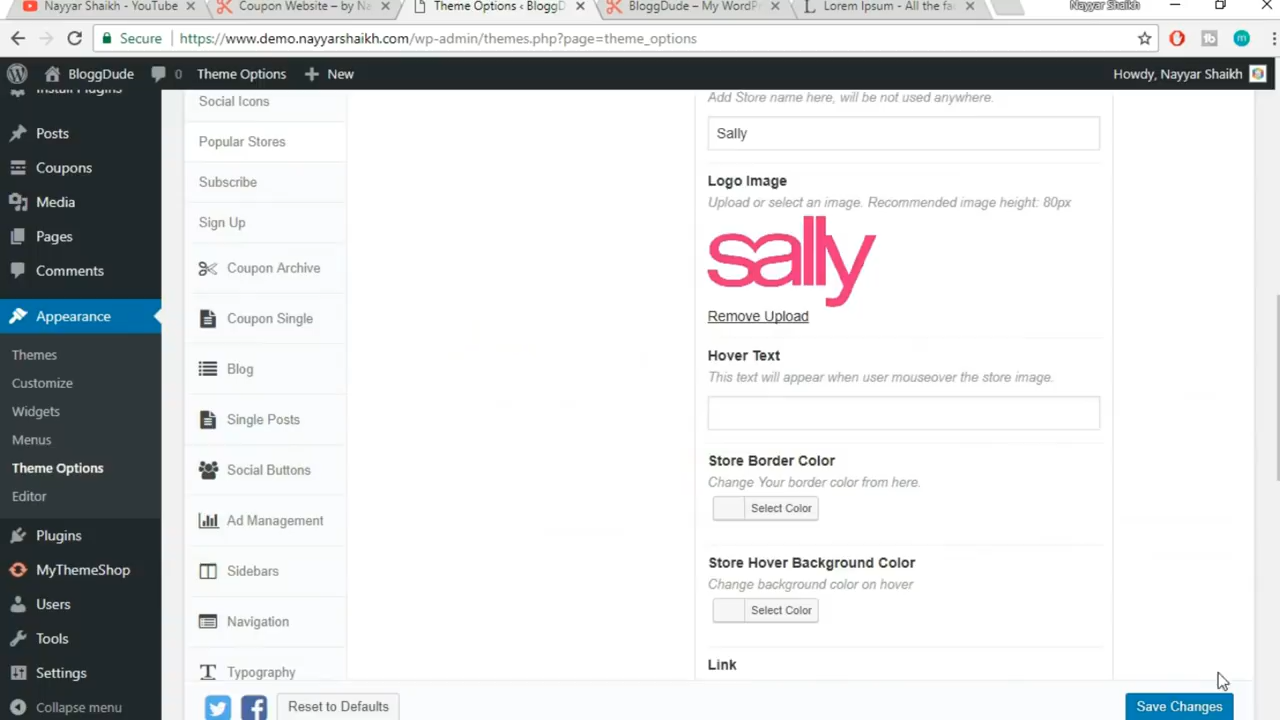 Nayyar Shaikh - YouTube
Coupon Website – by Na
Theme Options ‹ BloggD
BloggDude – My WordP
Lorem Ipsum - All the fa
Nayyar Shaikh
Secure
https://www.demo.nayyarshaikh.com/wp-admin/themes.php?page=theme_options
BloggDude
0
Theme Options
New
Howdy, Nayyar Shaikh
Install Plugins
Posts
Coupons
Media
Pages
Comments
Appearance
Themes
Customize
Widgets
Menus
Theme Options
Editor
Plugins
MyThemeShop
Users
Tools
Settings
Collapse menu
Social Icons
Popular Stores
Subscribe
Sign Up
Coupon Archive
Coupon Single
Blog
Single Posts
Social Buttons
Ad Management
Sidebars
Navigation
Typography
Add Store name here, will be not used anywhere.
Sally
Logo Image
Upload or select an image. Recommended image height: 80px
sally
Remove Upload
Hover Text
This text will appear when user mouseover the store image.
Store Border Color
Change Your border color from here.
Select Color
Store Hover Background Color
Change background color on hover
Select Color
Link
Reset to Defaults
Save Changes